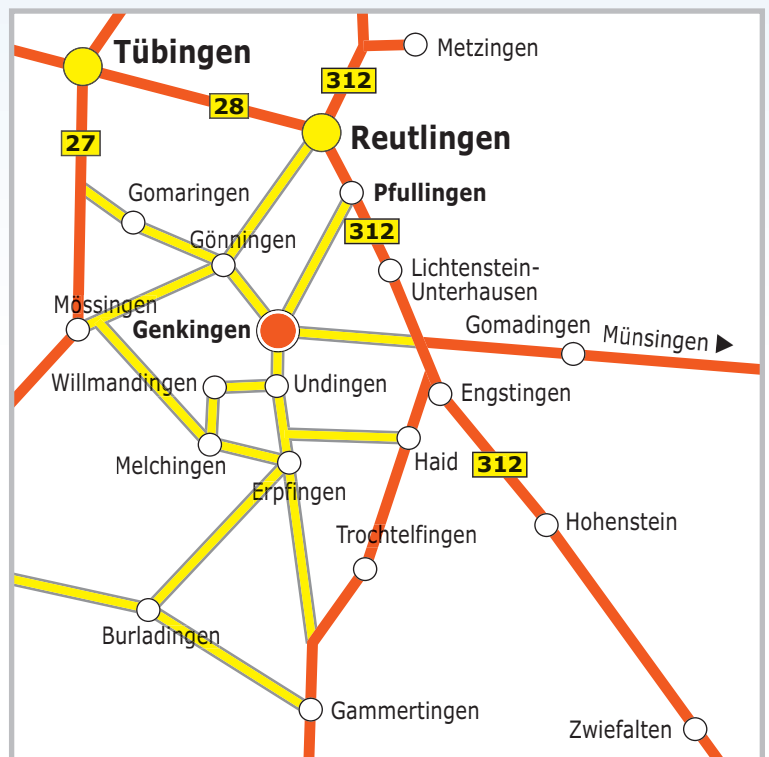 Metzingen
Tübingen
312
28
Reutlingen
27
Gomaringen
Pfullingen
312
Gönningen
Lichtenstein-
Unterhausen
Mössingen
Genkingen
Gomadingen
Münsingen
Willmandingen
Undingen
Engstingen
Melchingen
Haid
312
Erpfingen
Hohenstein
Trochtelfingen
Burladingen
Gammertingen
Zwiefalten